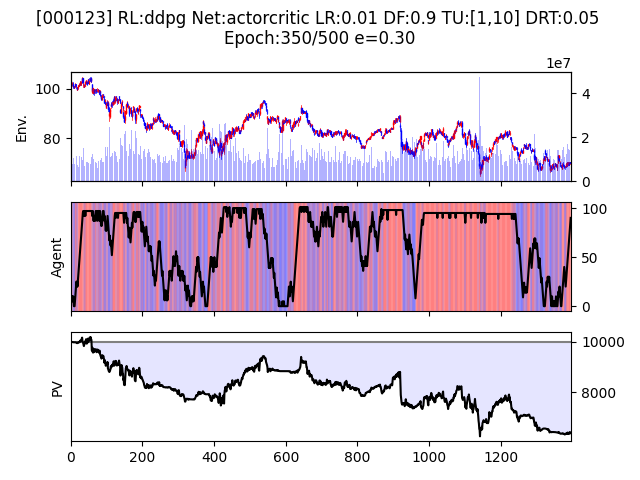 [000123] RL:ddpg Net:actorcritic LR:0.01 DF:0.9 TU:[1,10] DRT:0.05
Epoch:350/500 e=0.30
1e7
Env.
100
80
4
2
0
Agent
100
50
0
PV
10000
8000
0
200
400
600
800
1000
1200